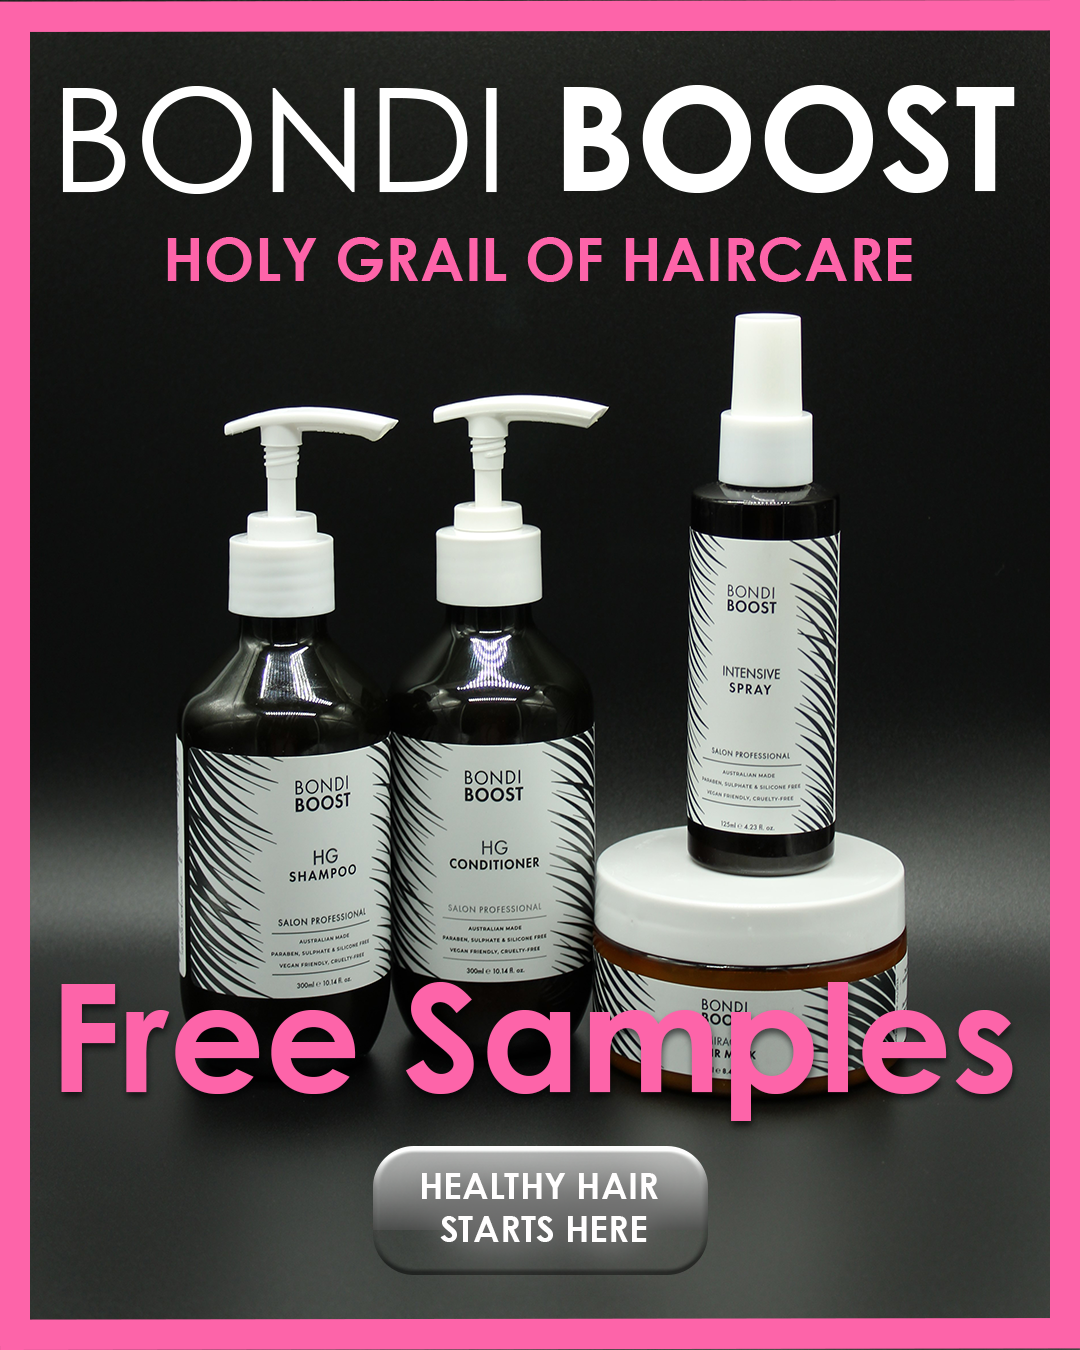 BONDI BOOST
HOLY GRAIL OF HAIRCARE
BONDI
BOOST
INTENSIVE
SPRAY
SALON PROFESSIONAL
AUSTRALIAN MADE
PARABEN, SULPHATE & SILICONE FREE
VEGAN FRIENDLY, CRUELTY-FREE
125ml e 4.23 fl. oz.
BONDI
BOOST
HG
SHAMPOO
SALON PROFESSIONAL
AUSTRALIAN MADE
PARABEN, SULPHATE & SILICONE FREE
VEGAN FRIENDLY, CRUELTY-FREE
300ml e 10.14 fl. oz.
BONDI
BOOST
HG
CONDITIONER
SALON PROFESSIONAL
AUSTRALIAN MADE
PARABEN, SULPHATE & SILICONE FREE
VEGAN FRIENDLY, CRUELTY-FREE
300ml e 10.14 fl. oz.
BONDI
Free Samples
HEALTHY HAIR
STARTS HERE